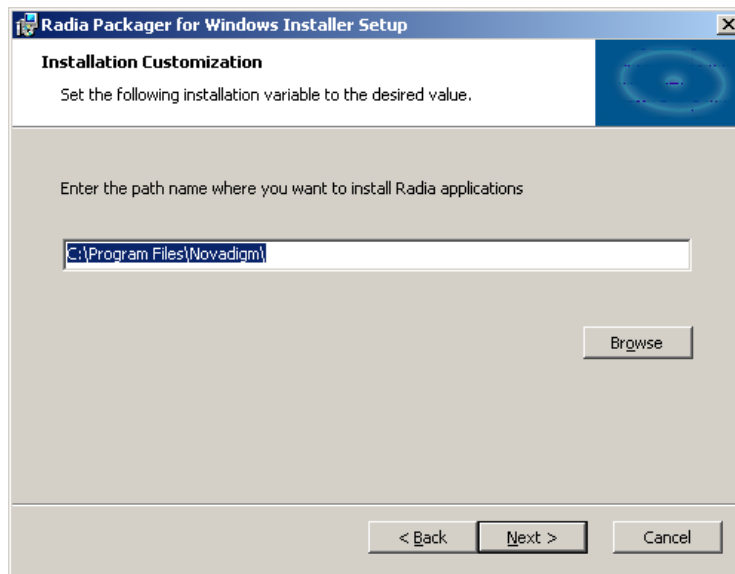 Radia Packager for Windows Installer Setup
Installation Customization
Set the following installation variable to the desired value.
Enter the path name where you want to install Radia applications
C:\Program Files\Novadigm\
Browse
< Back
Next >
Cancel